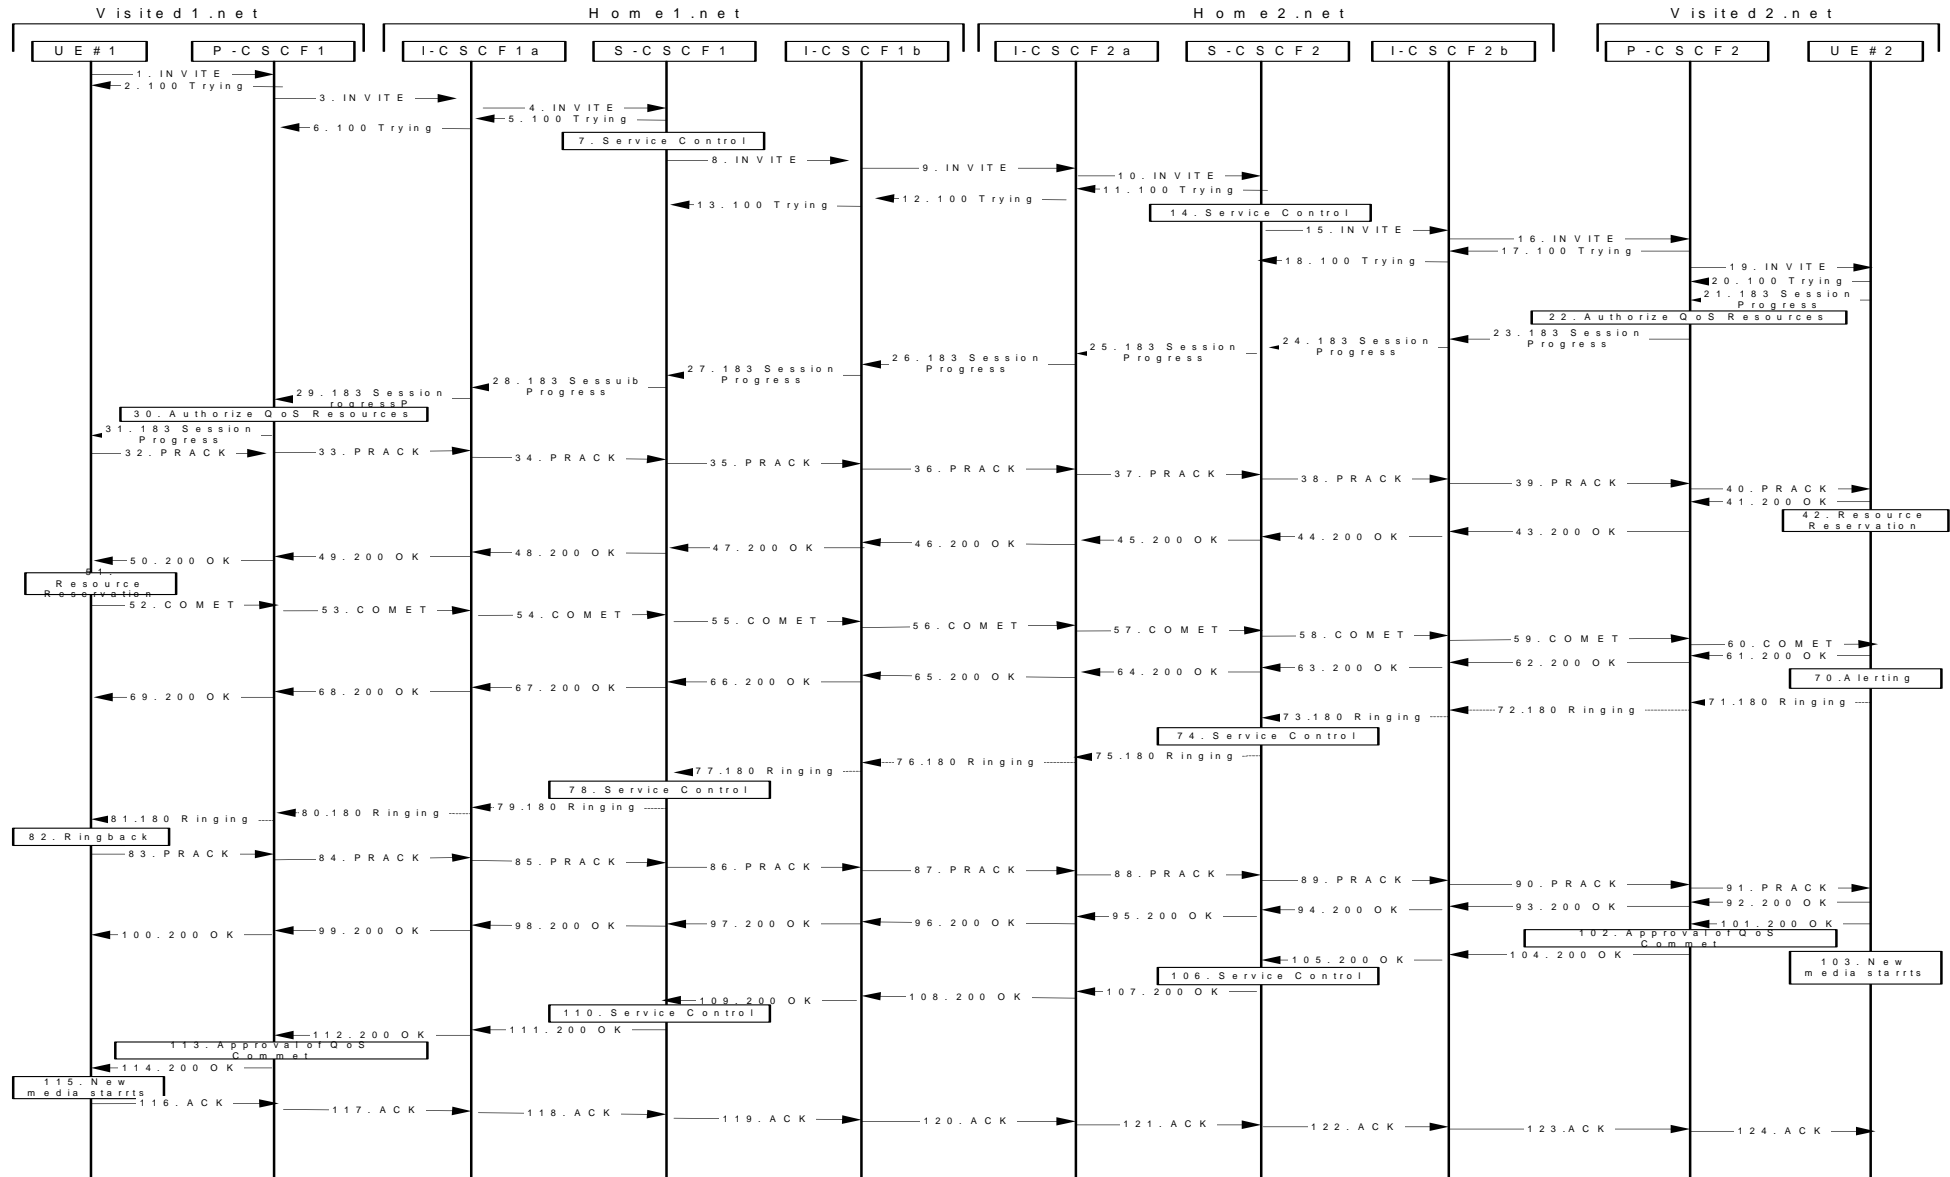 Visited1.net
Home1.net
Home2.net
Visited2.net
UE#1
P-CSCF1
I-CSCF1a
S-CSCF1
I-CSCF1b
I-CSCF2a
S-CSCF2
I-CSCF2b
P-CSCF2
UE#2
1. INVITE
2. 100 Trying
3. INVITE
4. INVITE
5. 100 Trying
6. 100 Trying
7. Service Control
8. INVITE
9. INVITE
10. INVITE
11. 100 Trying
12. 100 Trying
13. 100 Trying
14. Service Control
15. INVITE
16. INVITE
17. 100 Trying
18. 100 Trying
19. INVITE
20. 100 Trying
21. 183 Session
Progress
22. Authorize QoS Resources
23. 183 Session
Progress
24. 183 Session
Progress
25. 183 Session
Progress
26. 183 Session
Progress
27. 183 Session
Progress
28. 183 Sessuib
Progress
29. 183 Session
rogressP
30. Authorize QoS Resources
31. 183 Session
Progress
32. PRACK
33. PRACK
34. PRACK
35. PRACK
36. PRACK
37. PRACK
38. PRACK
39. PRACK
40. PRACK
41. 200 OK
42. Resource
Reservation
43. 200 OK
44. 200 OK
45. 200 OK
46. 200 OK
47. 200 OK
48. 200 OK
49. 200 OK
50. 200 OK
51.
Resource
Reservation
52. COMET
53. COMET
54. COMET
55. COMET
56. COMET
57. COMET
58. COMET
59. COMET
60. COMET
61. 200 OK
62. 200 OK
63. 200 OK
64. 200 OK
65. 200 OK
66. 200 OK
67. 200 OK
68. 200 OK
69. 200 OK
70. Alerting
71. 180 Ringing
72. 180 Ringing
73. 180 Ringing
74. Service Control
75. 180 Ringing
76. 180 Ringing
77. 180 Ringing
78. Service Control
79. 180 Ringing
80. 180 Ringing
81. 180 Ringing
82. Ringback
83. PRACK
84. PRACK
85. PRACK
86. PRACK
87. PRACK
88. PRACK
89. PRACK
90. PRACK
91. PRACK
92. 200 OK
93. 200 OK
94. 200 OK
95. 200 OK
96. 200 OK
97. 200 OK
98. 200 OK
99. 200 OK
100. 200 OK
101. 200 OK
102. Approval of QoS
Commet
103. New
media starrts
104. 200 OK
105. 200 OK
106. Service Control
107. 200 OK
108. 200 OK
109. 200 OK
110. Service Control
111. 200 OK
112. 200 OK
113. Approval of QoS
Commet
114. 200 OK
115. New
media starrts
116. ACK
117. ACK
118. ACK
119. ACK
120. ACK
121. ACK
122. ACK
123. ACK
124. ACK